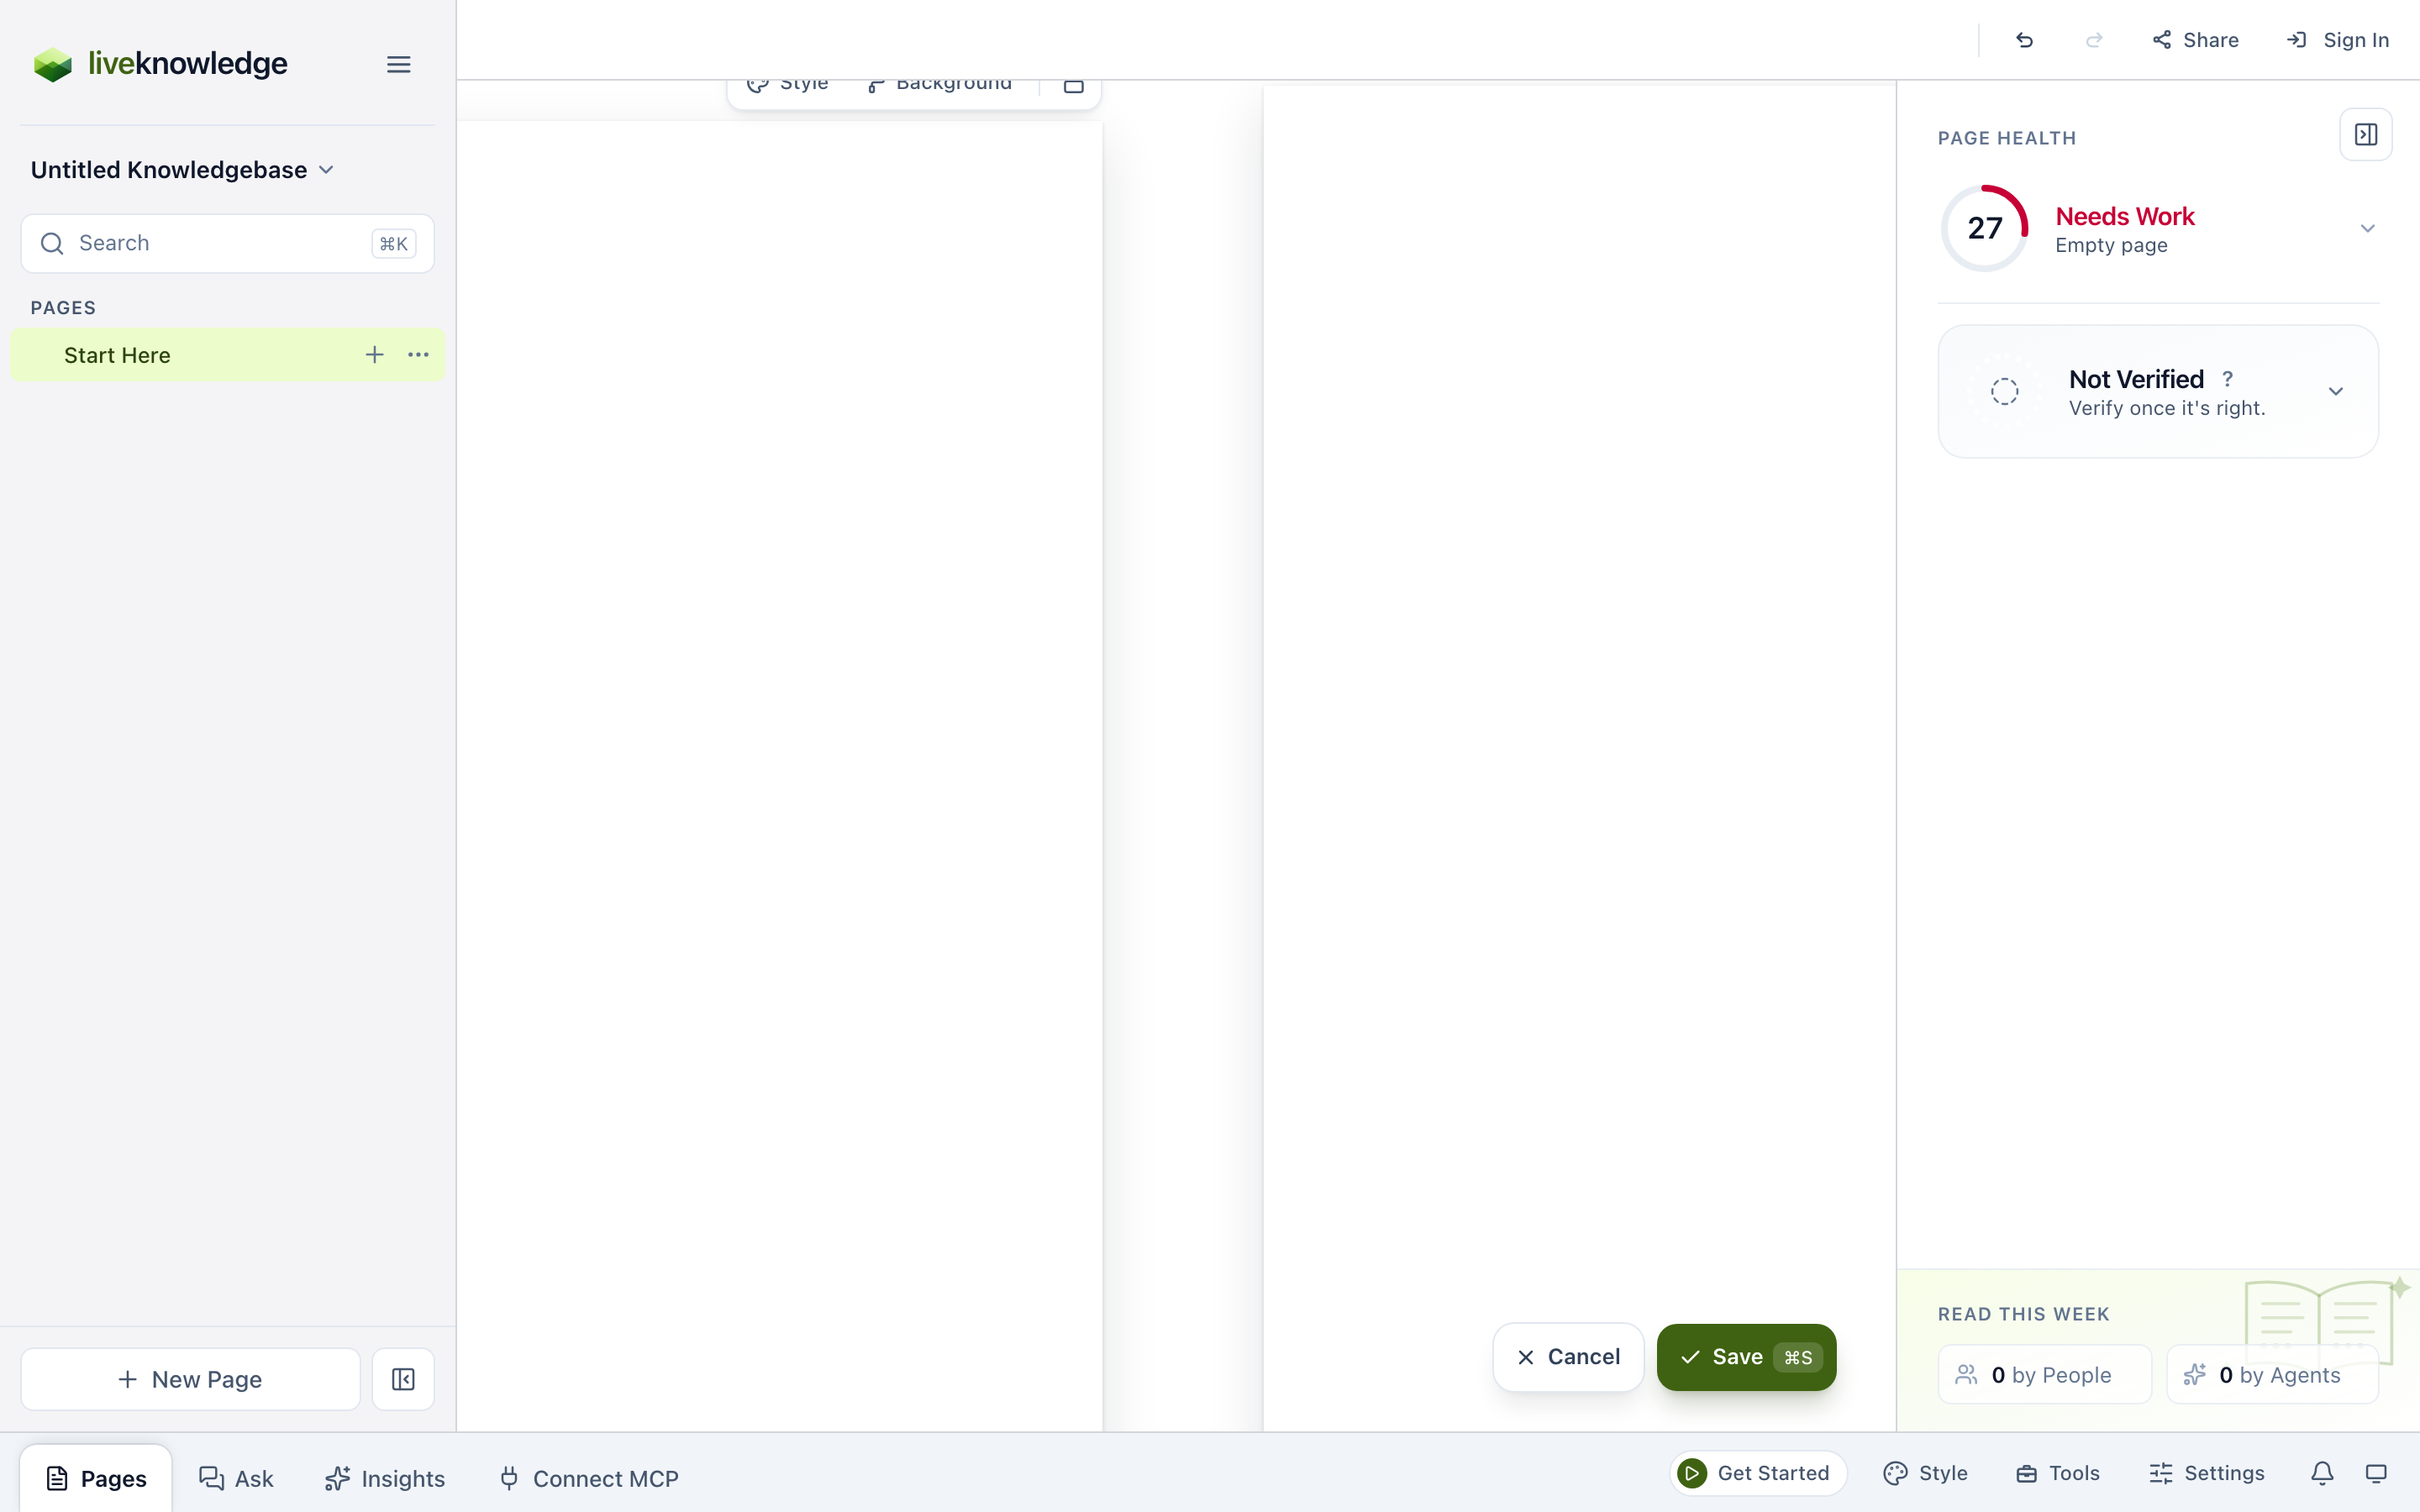 liveknowledge
Share
Sign In
Style
Background
Untitled Knowledgebase
Search
⌘K
PAGES
Start Here
PAGE HEALTH
27
Needs Work
Empty page
Not Verified ?
Verify once it's right.
READ THIS WEEK
0 by People
0 by Agents
Cancel
Save ⌘S
New Page
Pages
Ask
Insights
Connect MCP
Get Started
Style
Tools
Settings